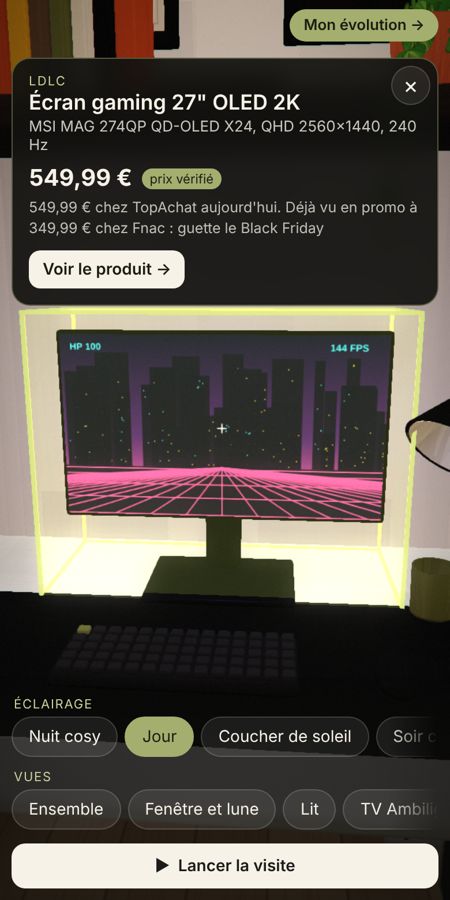 Mon évolution →
LDLC
Écran gaming 27" OLED 2K
MSI MAG 274QP QD-OLED X24, QHD 2560×1440, 240
Hz
549,99 € prix vérifié
549,99 € chez TopAchat aujourd'hui. Déjà vu en promo à
349,99 € chez Fnac : guette le Black Friday
Voir le produit →
HP 100
144 FPS
ÉCLAIRAGE
Nuit cosy Jour Coucher de soleil Soir
VUES
Ensemble Fenêtre et lune Lit TV
▶ Lancer la visite